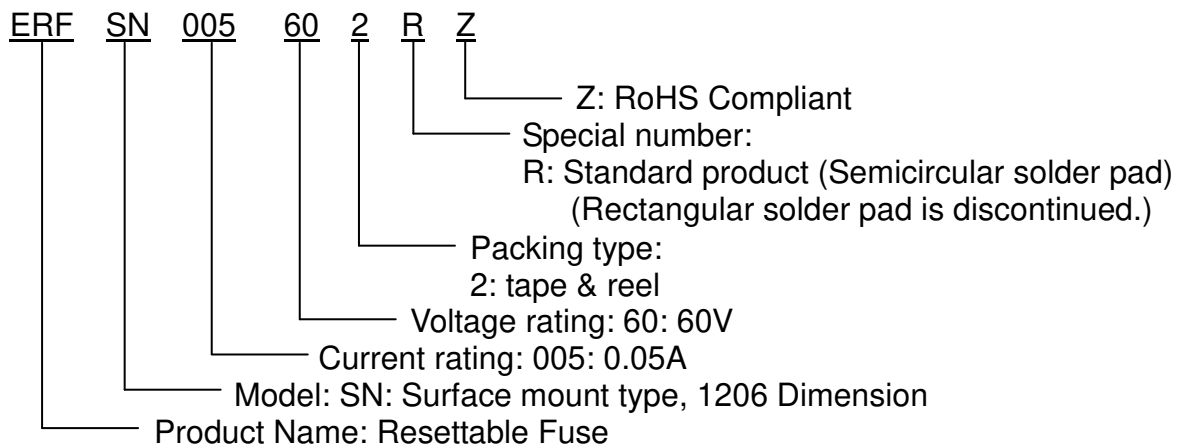 ERF SN 005 60 2 R Z
Z: RoHS Compliant
Special number:
R: Standard product (Semicircular solder pad)
(Rectangular solder pad is discontinued.)
Packing type:
2: tape & reel
Voltage rating: 60: 60V
Current rating: 005: 0.05A
Model: SN: Surface mount type, 1206 Dimension
Product Name: Resettable Fuse